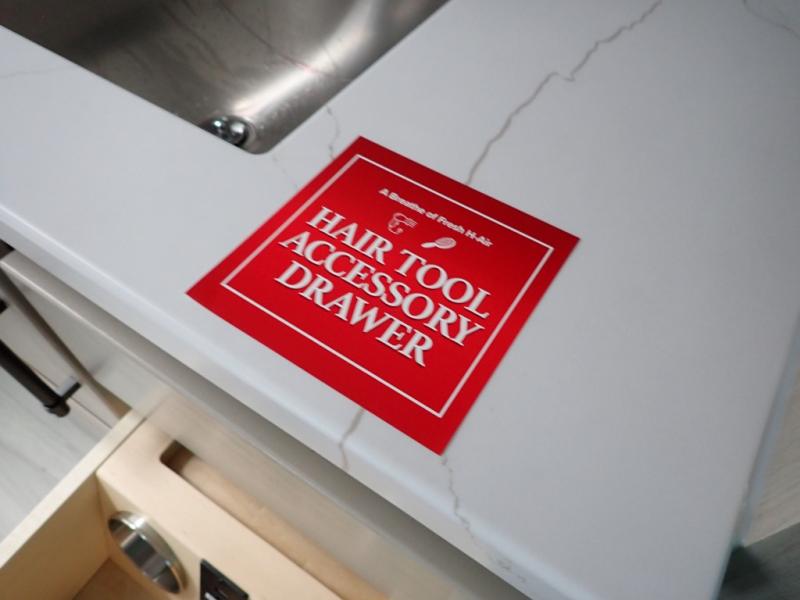 A Breathe of Fresh H-Air
HAIR TOOL
ACCESSORY
DRAWER